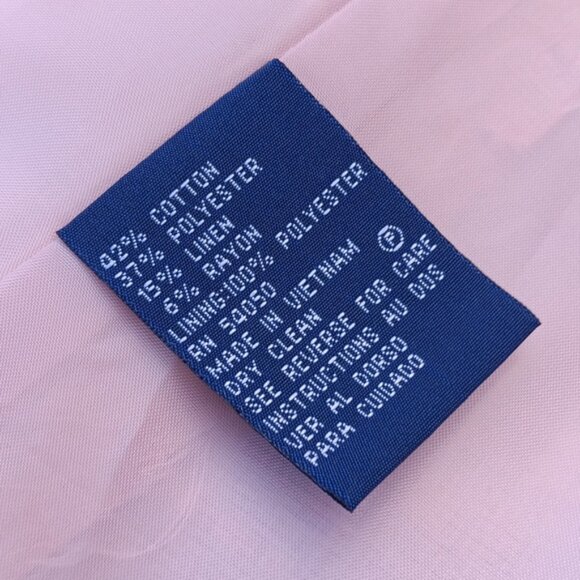 42% COTTON
37% POLYESTER
15% LINEN
6% RAYON
LINING:100% POLYESTER
RN 54050
MADE IN VIETNAM
DRY CLEAN Ⓟ
SEE REVERSE FOR CARE
INSTRUCTIONS AU DOS
VER AL DORSO
PARA CUIDADO